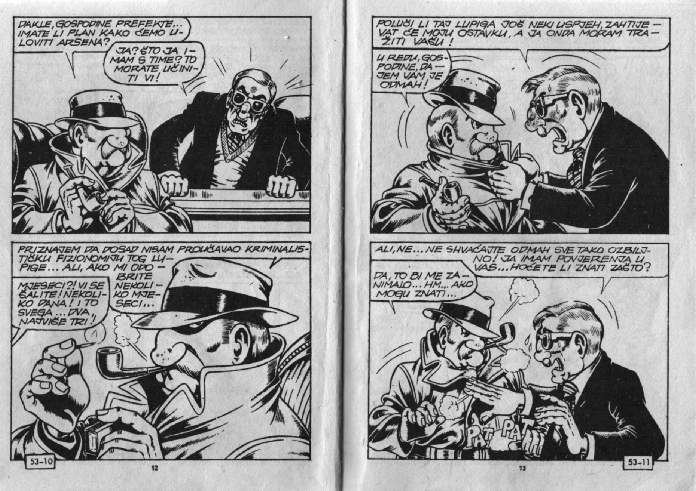 DAKLE, GOSPODINE PREFEKTE...
IMATE LI PLAN KAKO ĆEMO U-
LOVITI ARSENA?
JA? ŠTO JA I-
MAM S TIME? TO
MORATE UČINI-
TI VI!
PRIZNAJEM DA DOSAD NISAM PROUČAVAO KRIMINALIS-
TIČKU FIZIONOMIJU TOG LU-
PIGE... ALI, AKO MI ODO-
BRITE
NEKOLI-
KO MJE-
SECI...
MJESECI?! VI SE
ŠALITE! NEKOLI-
KO DANA! I TO
SVEGA... DVA,
NAJVIŠE TRI!
53-10
12
POLUČI LI TAJ LUPIGA JOŠ NEKI USPJEH, ZAHTIJE-
VAT ĆE MOJU OSTAVKU, A JA ONDA MORAM TRA-
ŽITI VAŠU!
U REDU, GOS-
PODINE, DA-
JEM VAM JE
ODMAH!
ALI, NE... NE SHVAĆAJTE ODMAH SVE TAKO OZBILJ-
NO! JA IMAM POVJERENJA U
VAS... HOĆETE LI ZNATI ZAŠTO?
DA, TO BI ME ZA-
NIMALO... HM... AKO
MOGU ZNATI...
PAF PAF
13
53-11